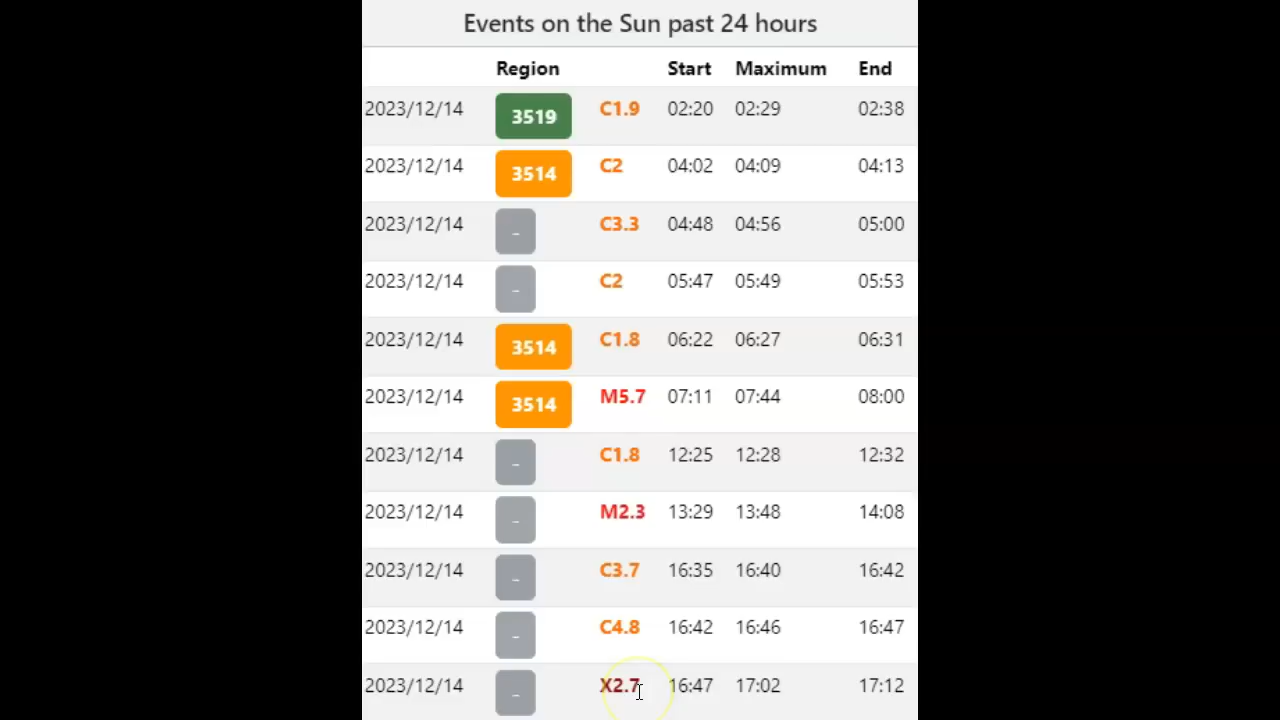 Events on the Sun past 24 hours
Region Start Maximum End
2023/12/14 3519 C1.9 02:20 02:29 02:38
2023/12/14 3514 C2 04:02 04:09 04:13
2023/12/14 - C3.3 04:48 04:56 05:00
2023/12/14 - C2 05:47 05:49 05:53
2023/12/14 3514 C1.8 06:22 06:27 06:31
2023/12/14 3514 M5.7 07:11 07:44 08:00
2023/12/14 - C1.8 12:25 12:28 12:32
2023/12/14 - M2.3 13:29 13:48 14:08
2023/12/14 - C3.7 16:35 16:40 16:42
2023/12/14 - C4.8 16:42 16:46 16:47
2023/12/14 - X2.7 16:47 17:02 17:12